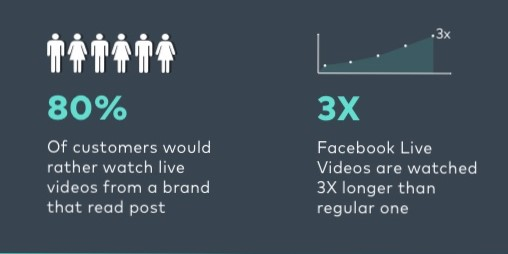 3x
80%
Of customers would
rather watch live
videos from a brand
that read post
3X
Facebook Live
Videos are watched
3X longer than
regular one